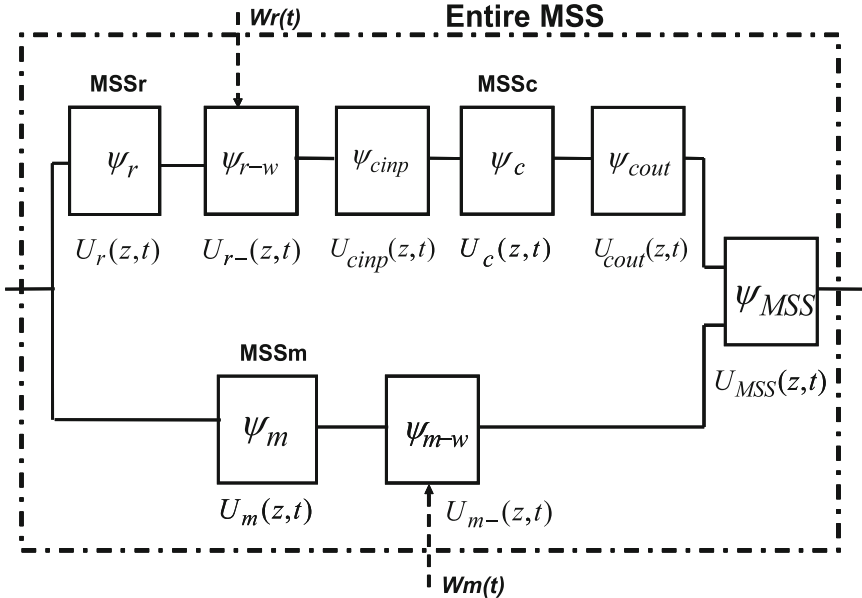 Wr(t)
Entire MSS
MSSr
MSSc
ψr
ψr−w
ψcinp
ψc
ψcout
Ur(z,t)
Ur−(z,t)
Ucinp(z,t)
Uc(z,t)
Ucout(z,t)
ψMSS
MSSm
UMSS(z,t)
ψm
ψm−w
Um(z,t)
Um−(z,t)
Wm(t)